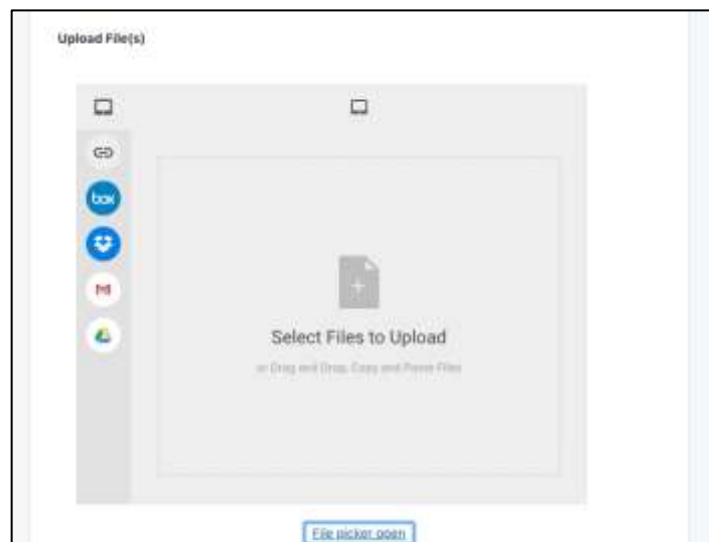 Upload File(s)
box
Select Files to Upload
or Drag and Drop, Copy and Paste Files
File picker open